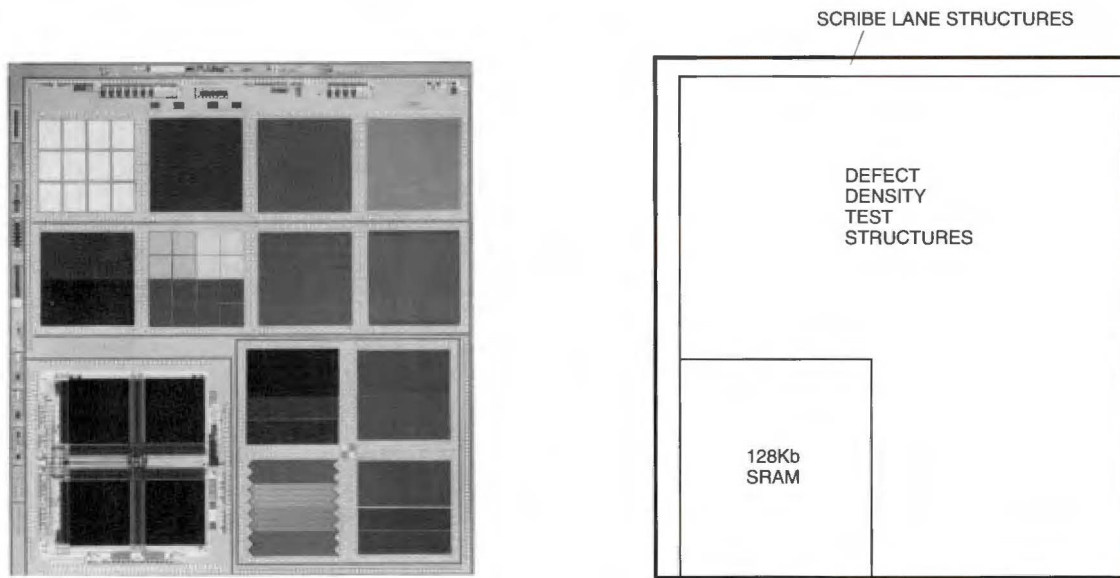 SCRIBE LANE STRUCTURES
DEFECT
DENSITY
TEST
STRUCTURES
128Kb
SRAM